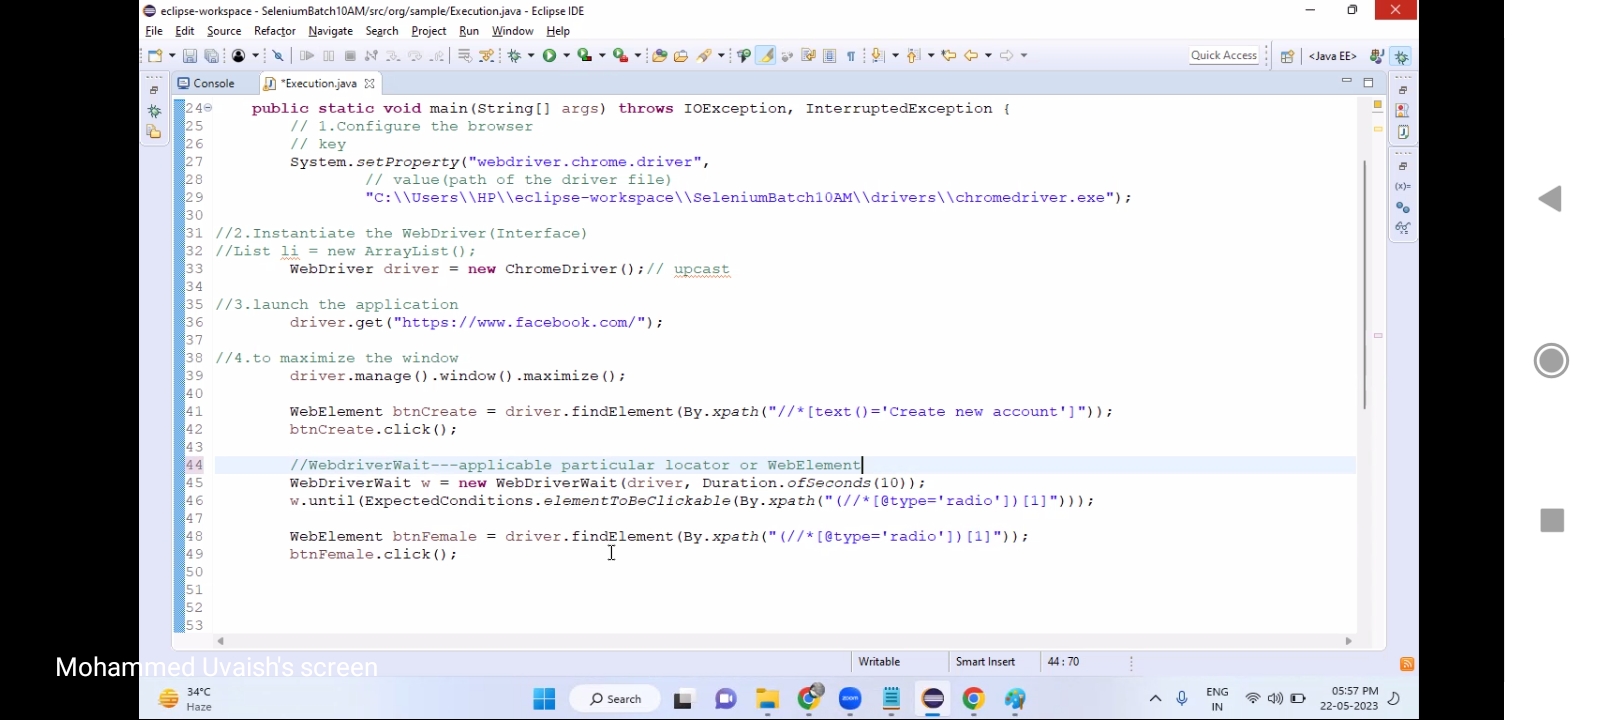 eclipse-workspace - SeleniumBatch10AM/src/org/sample/Execution.java - Eclipse IDE
File Edit Source Refactor Navigate Search Project Run Window Help
Quick Access <Java EE>
Console *Execution.java
24 public static void main(String[] args) throws IOException, InterruptedException {
25 // 1.Configure the browser
26 // key
27 System.setProperty("webdriver.chrome.driver",
28 // value(path of the driver file)
29 "C:\\Users\\HP\\eclipse-workspace\\SeleniumBatch10AM\\drivers\\chromedriver.exe");
30
31 //2.Instantiate the WebDriver(Interface)
32 //List li = new ArrayList();
33 WebDriver driver = new ChromeDriver();// upcast
34
35 //3.launch the application
36 driver.get("https://www.facebook.com/");
37
38 //4.to maximize the window
39 driver.manage().window().maximize();
40
41 WebElement btnCreate = driver.findElement(By.xpath("//*[text()='Create new account']"));
42 btnCreate.click();
43
44 //WebdriverWait---applicable particular locator or WebElement
45 WebDriverWait w = new WebDriverWait(driver, Duration.ofSeconds(10));
46 w.until(ExpectedConditions.elementToBeClickable(By.xpath("(//*[@type='radio'])[1]")));
47
48 WebElement btnFemale = driver.findElement(By.xpath("(//*[@type='radio'])[1]"));
49 btnFemale.click();
50
51
52
53
Writable Smart Insert 44 : 70
Mohammed Uvaish's screen
34°C
Haze
Search
zoom
ENG
IN
05:57 PM
22-05-2023